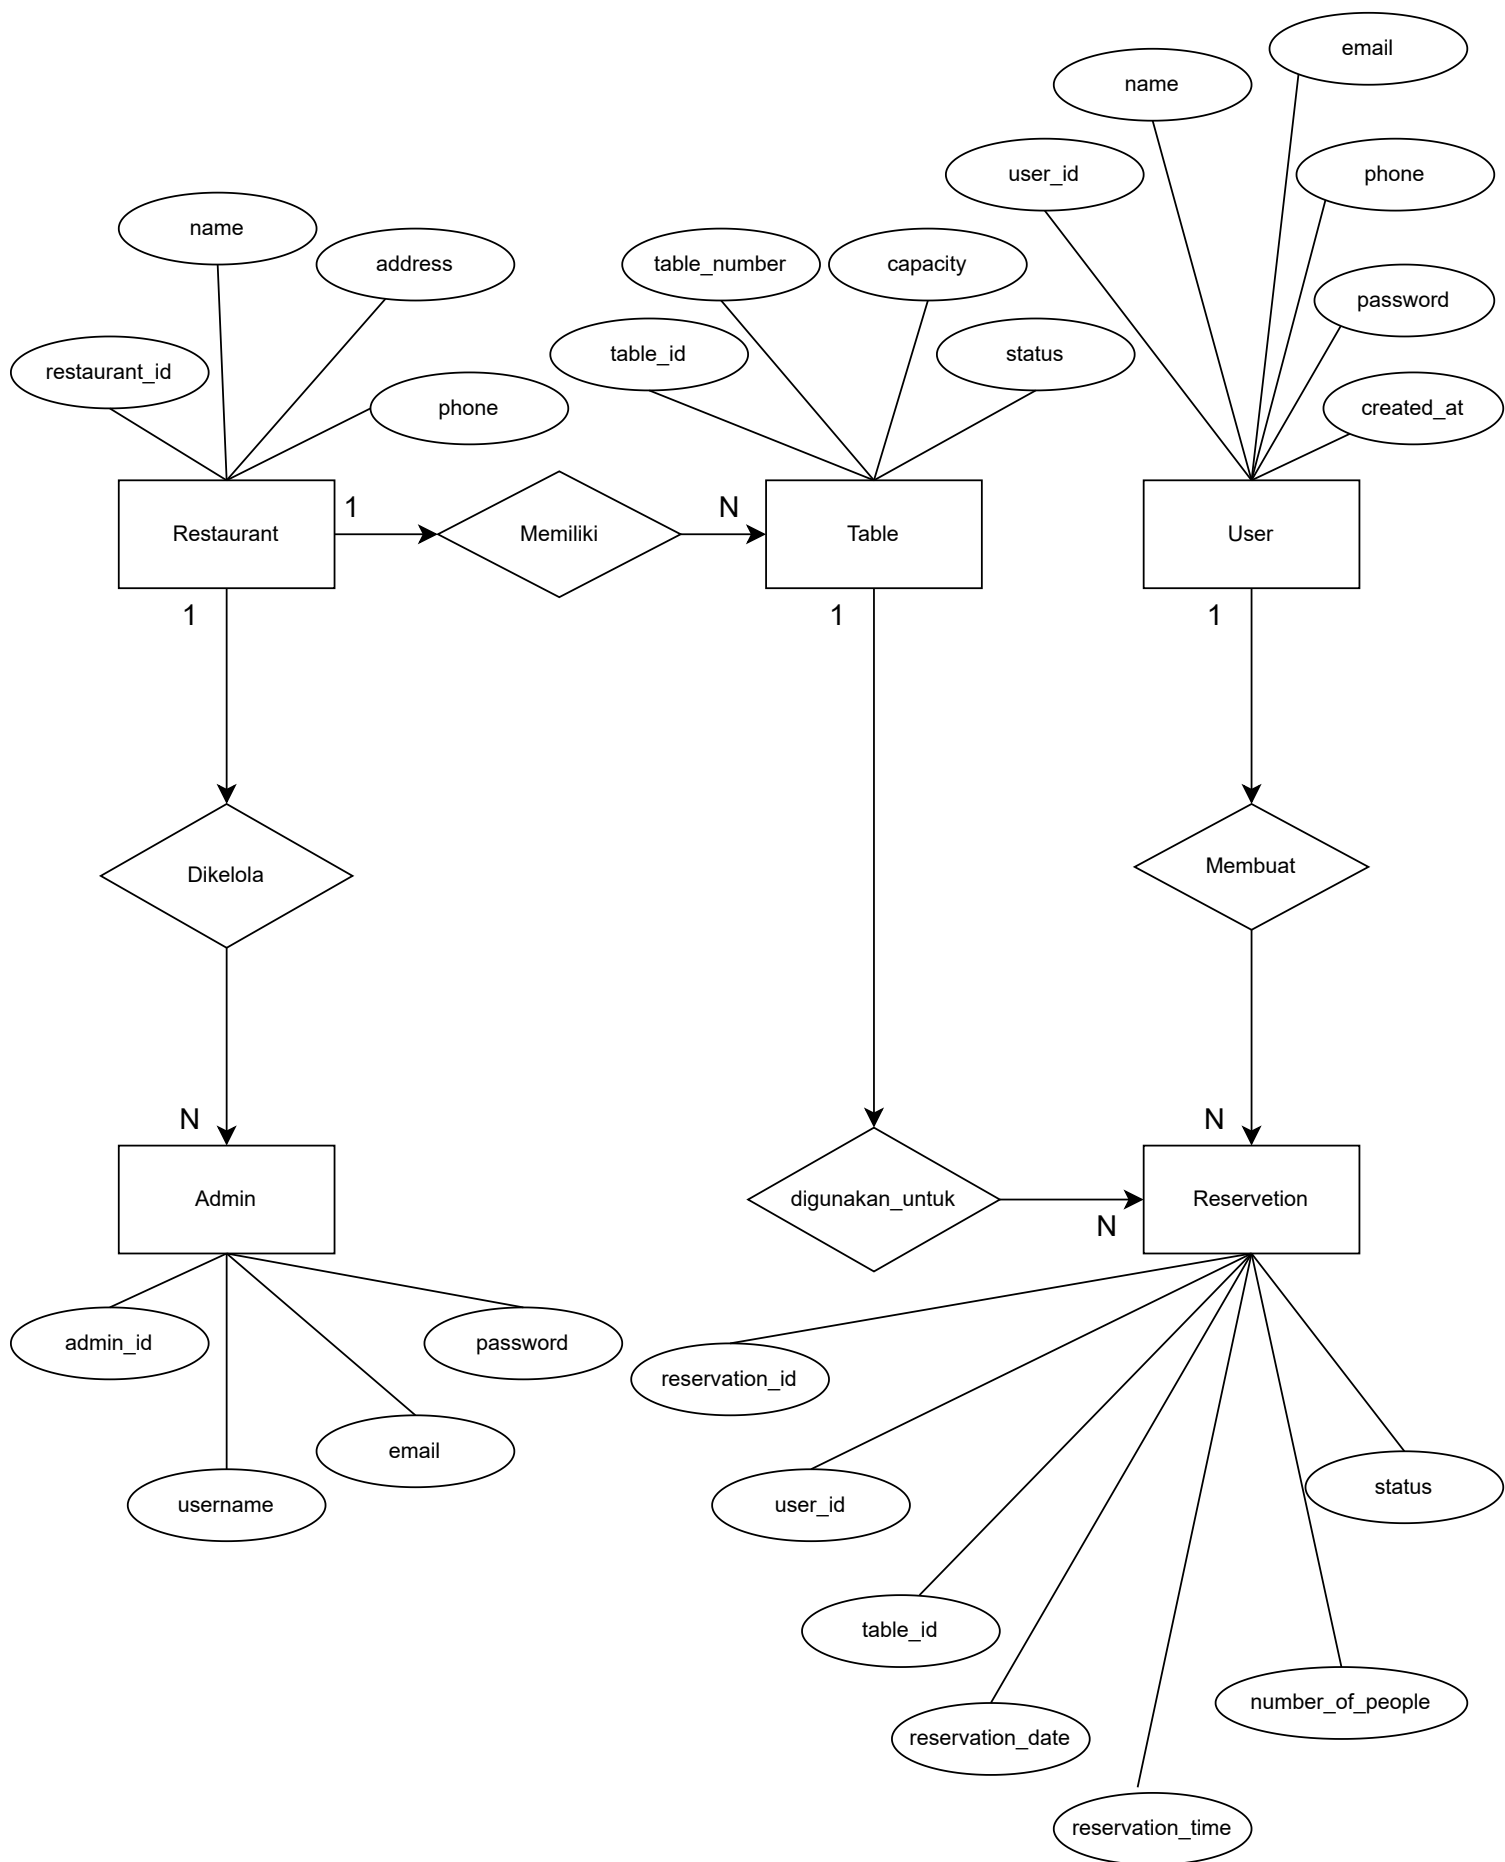 email
name
user_id
phone
name
address
table_number
capacity
password
restaurant_id
table_id
status
phone
created_at
1
N
Restaurant
Memiliki
Table
User
1
1
1
Dikelola
Membuat
N
N
Admin
digunakan_untuk
N
Reservetion
admin_id
password
reservation_id
email
username
user_id
status
table_id
number_of_people
reservation_date
reservation_time